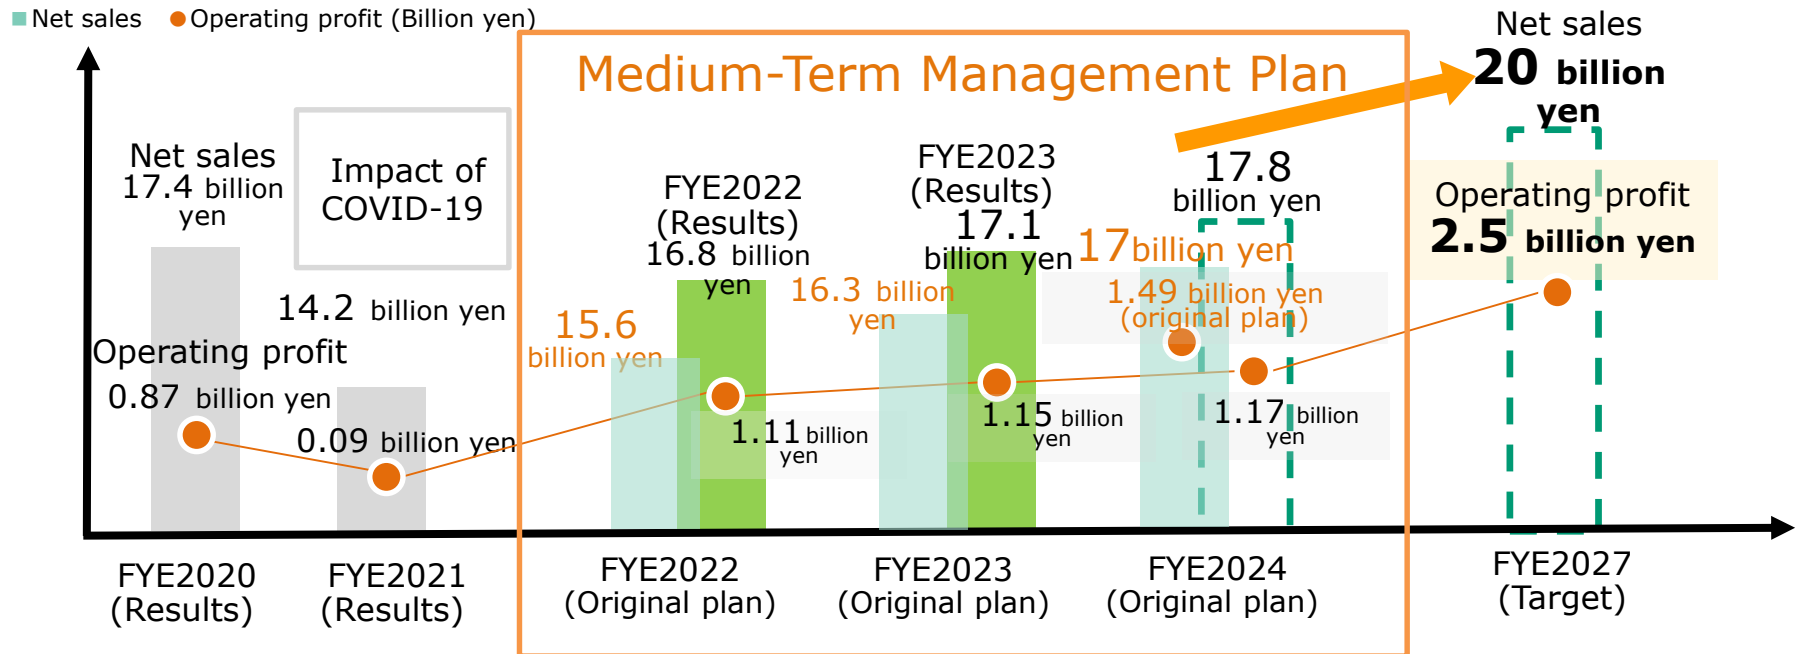 Net sales
Operating profit (Billion yen)
Medium-Term Management Plan
Net sales
17.4 billion
yen
Operating profit
0.87 billion yen
Impact of
COVID-19
14.2 billion yen
0.09 billion yen
15.6
billion yen
FYE2022
(Results)
16.8 billion
yen
1.11 billion
yen
16.3 billion
yen
FYE2023
(Results)
17.1
billion yen
1.15 billion
yen
17 billion yen
1.49 billion yen
(original plan)
17.8
billion yen
1.17 billion
yen
Net sales
20 billion
yen
Operating profit
2.5 billion yen
FYE2020
(Results)
FYE2021
(Results)
FYE2022
(Original plan)
FYE2023
(Original plan)
FYE2024
(Original plan)
FYE2027
(Target)